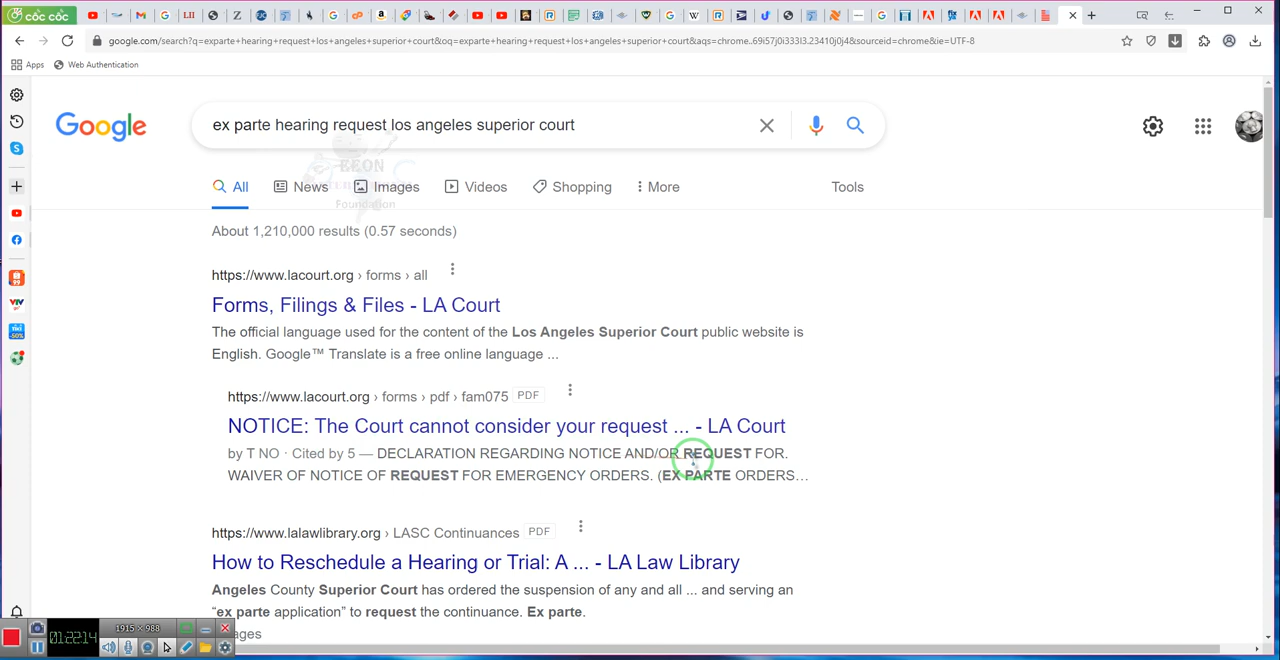 cốc cốc
google.com/search?q=exparte+hearing+request+los+angeles+superior+court&oq=exparte+hearing+request+los+angeles+superior+court&aqs=chrome..69i57j0i333l3.23410j0j4&sourceid=chrome&ie=UTF-8
Apps Web Authentication
Google
ex parte hearing request los angeles superior court
EEON
Foundation
All News Images Videos Shopping More Tools
About 1,210,000 results (0.57 seconds)
https://www.lacourt.org › forms › all
Forms, Filings & Files - LA Court
The official language used for the content of the Los Angeles Superior Court public website is
English. Google™ Translate is a free online language ...
https://www.lacourt.org › forms › pdf › fam075 PDF
NOTICE: The Court cannot consider your request ... - LA Court
by T NO · Cited by 5 — DECLARATION REGARDING NOTICE AND/OR REQUEST FOR.
WAIVER OF NOTICE OF REQUEST FOR EMERGENCY ORDERS. (EX PARTE ORDERS...
https://www.lalawlibrary.org › LASC Continuances PDF
How to Reschedule a Hearing or Trial: A ... - LA Law Library
Angeles County Superior Court has ordered the suspension of any and all ... and serving an
“ex parte application” to request the continuance. Ex parte.
ages
1915 x 988
01:22:14